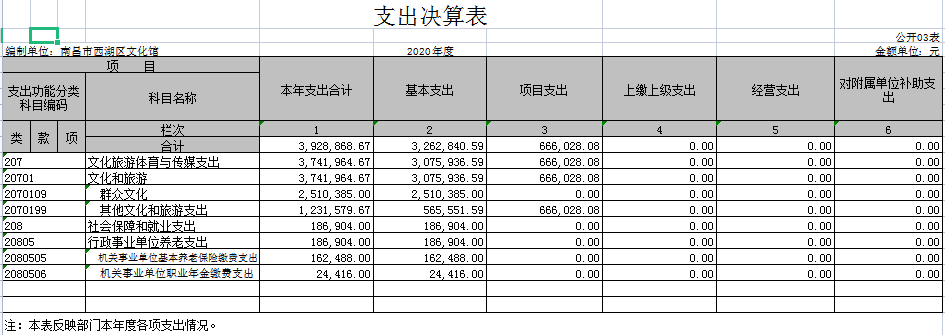 支出决算表
公开03表
编制单位：南昌市西湖区文化馆 2020年度 金额单位：元
项 目 本年支出合计 基本支出 项目支出 上缴上级支出 经营支出 对附属单位补助支出
支出功能分类科目编码 科目名称
类 款 项 栏次 1 2 3 4 5 6
合计 3,928,868.67 3,262,840.59 666,028.08 0.00 0.00 0.00
207 文化旅游体育与传媒支出 3,741,964.67 3,075,936.59 666,028.08 0.00 0.00 0.00
20701 文化和旅游 3,741,964.67 3,075,936.59 666,028.08 0.00 0.00 0.00
2070109 群众文化 2,510,385.00 2,510,385.00 0.00 0.00 0.00 0.00
2070199 其他文化和旅游支出 1,231,579.67 565,551.59 666,028.08 0.00 0.00 0.00
208 社会保障和就业支出 186,904.00 186,904.00 0.00 0.00 0.00 0.00
20805 行政事业单位养老支出 186,904.00 186,904.00 0.00 0.00 0.00 0.00
2080505 机关事业单位基本养老保险缴费支出 162,488.00 162,488.00 0.00 0.00 0.00 0.00
2080506 机关事业单位职业年金缴费支出 24,416.00 24,416.00 0.00 0.00 0.00 0.00
注：本表反映部门本年度各项支出情况。